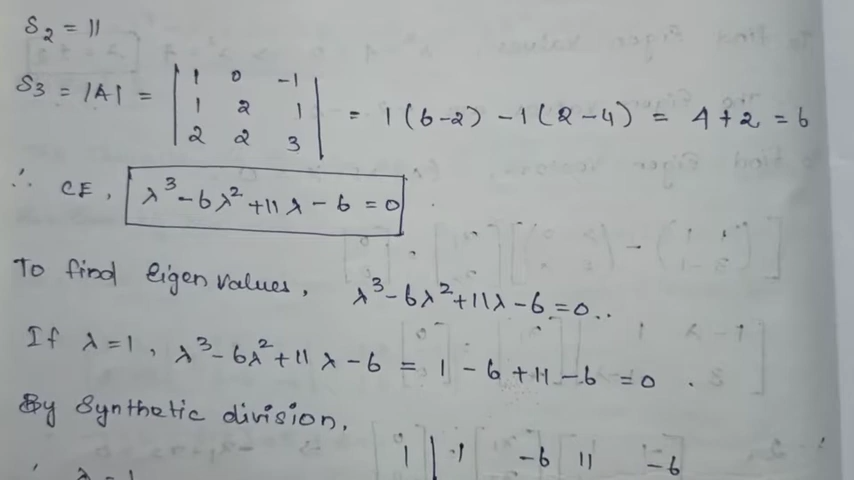 S2 = 11
S3 = |A| = | 1 0 -1 | = 1(6-2) -1(2-4) = 4+2 = 6
| 1 2 1 |
| 2 2 3 |
∴ CE, λ³-6λ²+11λ-6=0
To find Eigen values, λ³-6λ²+11λ-6=0..
If λ=1, λ³-6λ²+11λ-6 = 1-6+11-6=0.
By synthetic division,
1 | 1 -6 11 -6